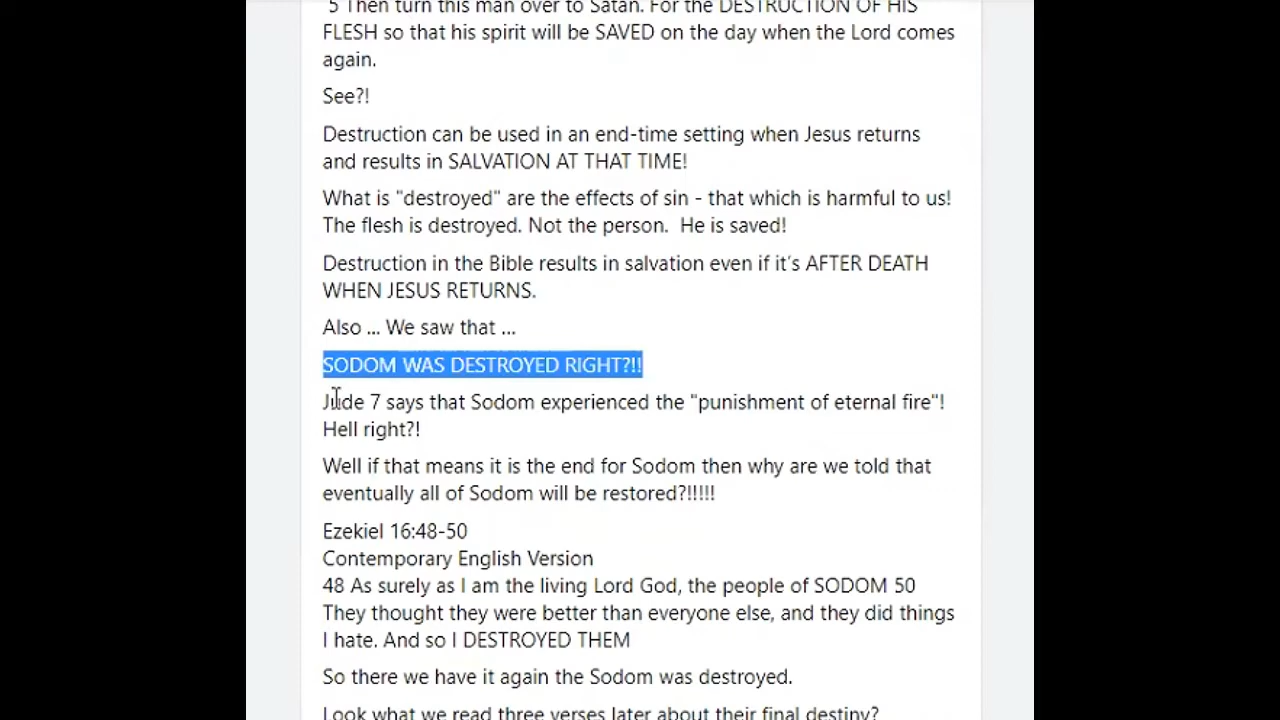 5 Then turn this man over to Satan. For the DESTRUCTION OF HIS
FLESH so that his spirit will be SAVED on the day when the Lord comes
again.
See?!
Destruction can be used in an end-time setting when Jesus returns
and results in SALVATION AT THAT TIME!
What is "destroyed" are the effects of sin - that which is harmful to us!
The flesh is destroyed. Not the person.  He is saved!
Destruction in the Bible results in salvation even if it’s AFTER DEATH
WHEN JESUS RETURNS.
Also ... We saw that ...
SODOM WAS DESTROYED RIGHT?!!
Jude 7 says that Sodom experienced the "punishment of eternal fire"!
Hell right?!
Well if that means it is the end for Sodom then why are we told that
eventually all of Sodom will be restored?!!!!!
Ezekiel 16:48-50
Contemporary English Version
48 As surely as I am the living Lord God, the people of SODOM 50
They thought they were better than everyone else, and they did things
I hate. And so I DESTROYED THEM
So there we have it again the Sodom was destroyed.
Look what we read three verses later about their final destiny?